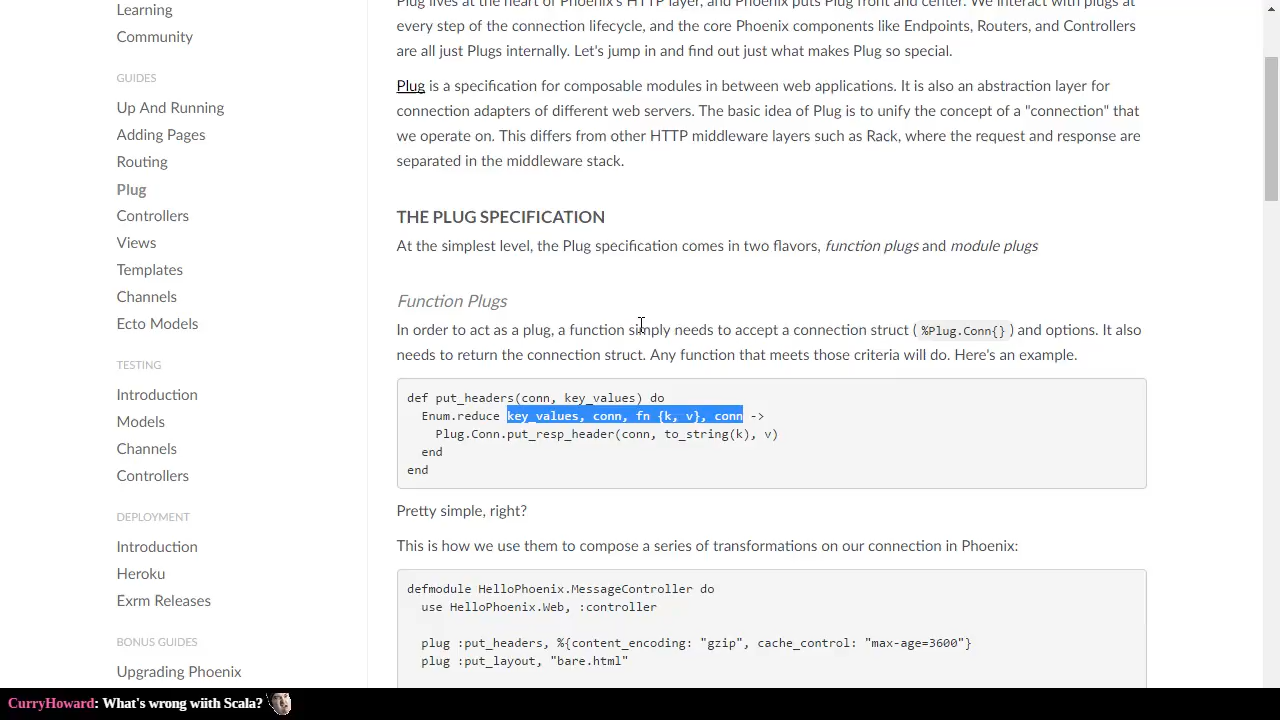 Learning
Community
GUIDES
Up And Running
Adding Pages
Routing
Plug
Controllers
Views
Templates
Channels
Ecto Models
TESTING
Introduction
Models
Channels
Controllers
DEPLOYMENT
Introduction
Heroku
Exrm Releases
BONUS GUIDES
Upgrading Phoenix
Plug lives at the heart of Phoenix's HTTP layer, and Phoenix puts Plug front and center. We interact with plugs at
every step of the connection lifecycle, and the core Phoenix components like Endpoints, Routers, and Controllers
are all just Plugs internally. Let's jump in and find out just what makes Plug so special.
Plug is a specification for composable modules in between web applications. It is also an abstraction layer for
connection adapters of different web servers. The basic idea of Plug is to unify the concept of a "connection" that
we operate on. This differs from other HTTP middleware layers such as Rack, where the request and response are
separated in the middleware stack.
THE PLUG SPECIFICATION
At the simplest level, the Plug specification comes in two flavors, function plugs and module plugs
Function Plugs
In order to act as a plug, a function simply needs to accept a connection struct ( %Plug.Conn{} ) and options. It also
needs to return the connection struct. Any function that meets those criteria will do. Here's an example.
def put_headers(conn, key_values) do
Enum.reduce key_values, conn, fn {k, v}, conn ->
Plug.Conn.put_resp_header(conn, to_string(k), v)
end
end
Pretty simple, right?
This is how we use them to compose a series of transformations on our connection in Phoenix:
defmodule HelloPhoenix.MessageController do
use HelloPhoenix.Web, :controller
plug :put_headers, %{content_encoding: "gzip", cache_control: "max-age=3600"}
plug :put_layout, "bare.html"
CurryHoward: What's wrong wiith Scala?